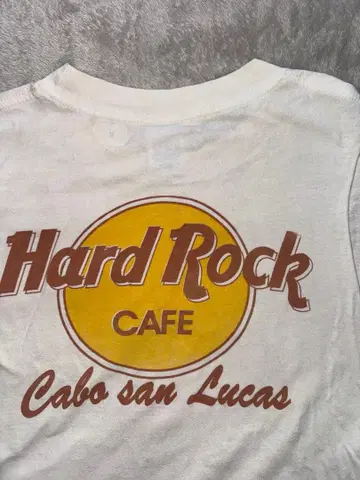 Hard Rock
CAFE
Cabo san Lucas